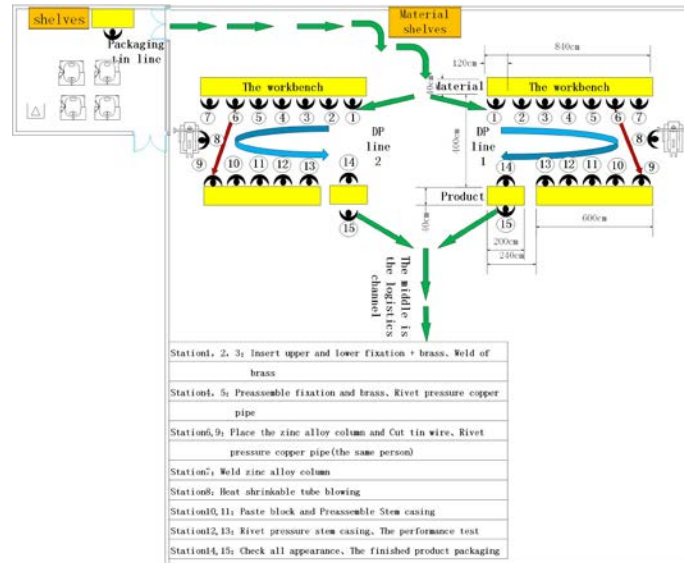 shelves
Packaging
tin line
Material
shelves
840cm
120cm
40cm
Material
The workbench
The workbench
⑦ ⑥ ⑤ ④ ③ ② ①
① ② ③ ④ ⑤ ⑥ ⑦
⑧
⑧
DP
line
2
DP
line
1
400cm
⑨ ⑩ ⑪ ⑫ ⑬ ⑭
⑭ ⑬ ⑫ ⑪ ⑩ ⑨
Product
40cm
⑮
⑮
200cm
240cm
600cm
The middle is
the logistics
channel
Station1, 2, 3: Insert upper and lower fixation + brass、Weld of
brass
Station4, 5: Preassemble fixation and brass、Rivet pressure copper
pipe
Station6,9: Place the zinc alloy column and Cut tin wire、Rivet
pressure copper pipe(the same person)
Station7: Weld zinc alloy column
Station8: Heat shrinkable tube blowing
Station10,11: Paste block and Preassemble Stem casing
Station12,13: Rivet pressure stem casing、The performance test
Station14,15: Check all appearance、The finished product packaging